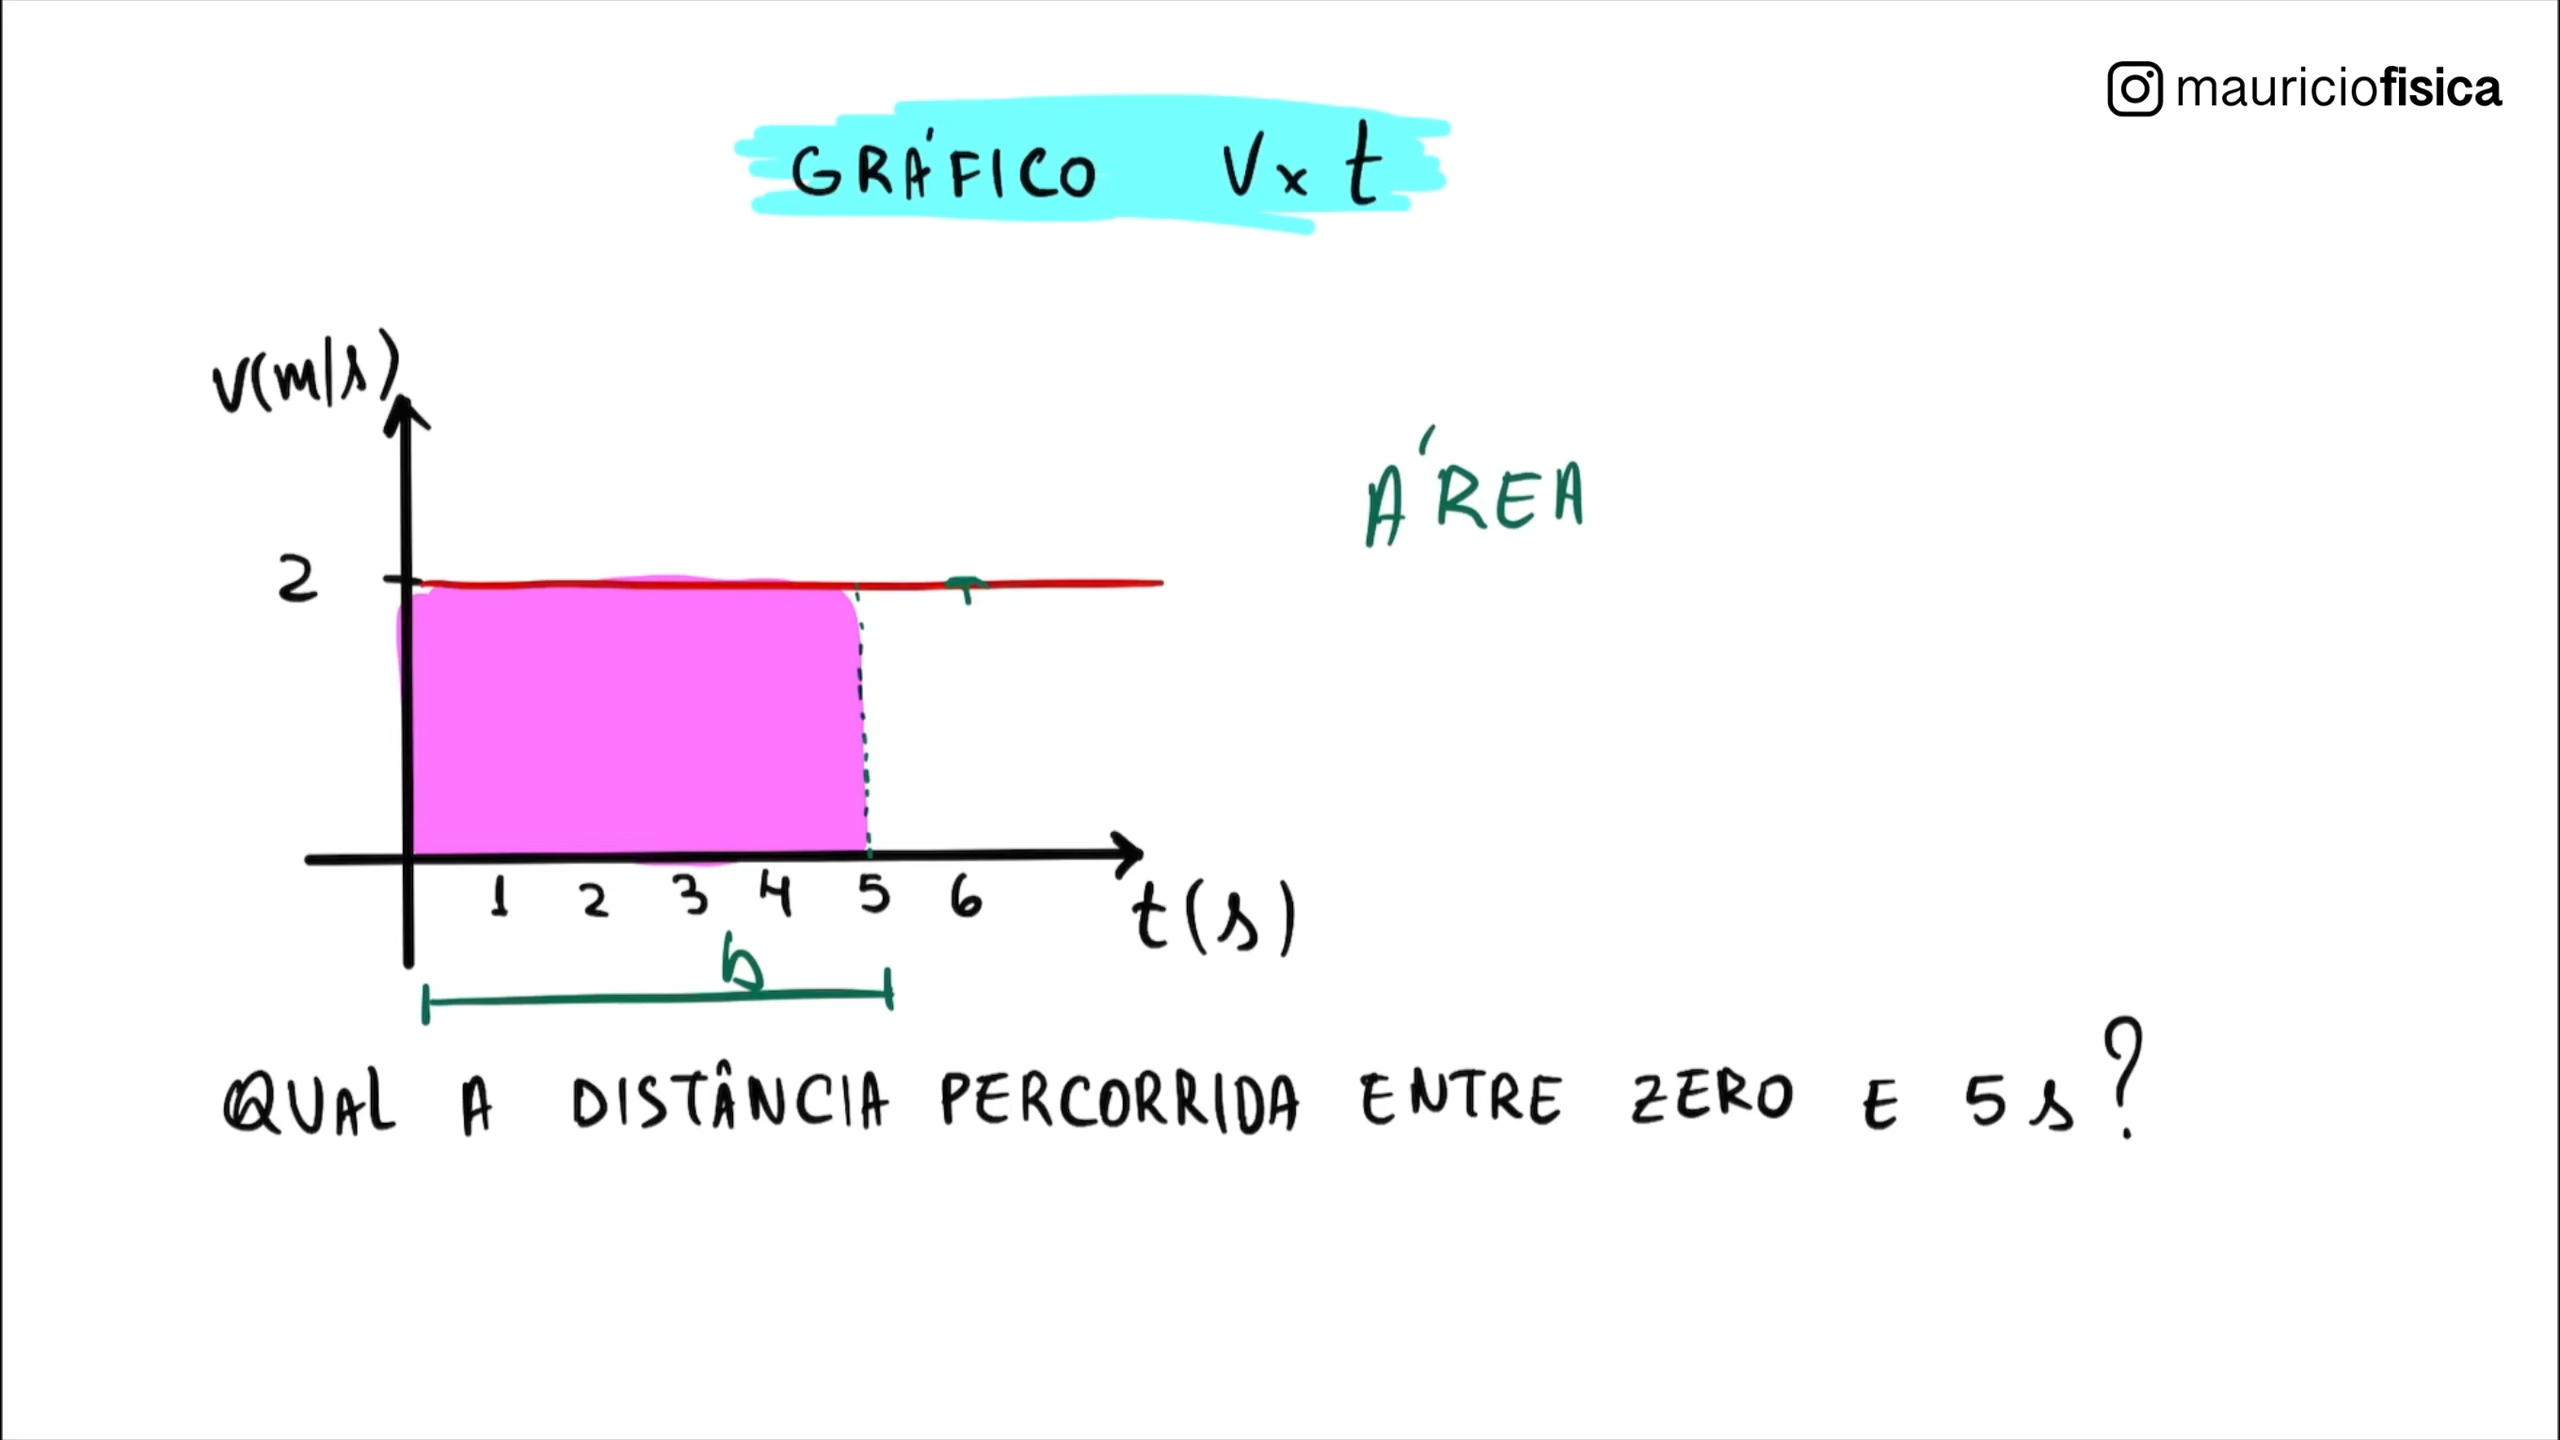 mauriciofisica
GRÁFICO V x t
V(m/s)
ÁREA
2
1 2 3 4 5 6
t(s)
b
QUAL A DISTÂNCIA PERCORRIDA ENTRE ZERO E 5 s?